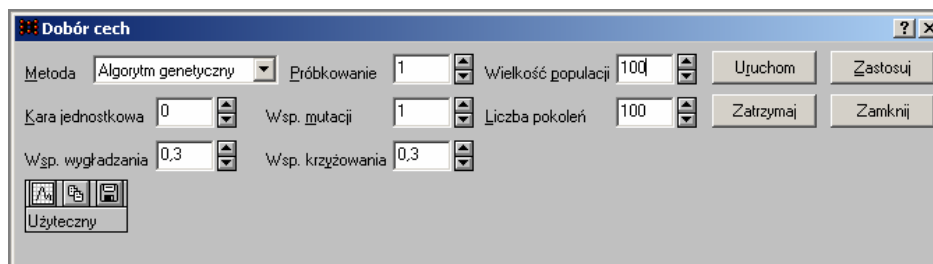 Dobór cech
Metoda Algorytm genetyczny Próbkowanie 1 Wielkość populacji 100 Uruchom Zastosuj
Kara jednostkowa 0 Wsp. mutacji 1 Liczba pokoleń 100 Zatrzymaj Zamknij
Wsp. wygładzania 0,3 Wsp. krzyżowania 0,3
Użyteczny